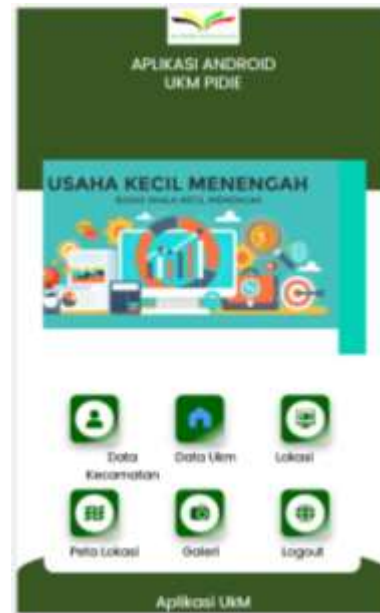 APLIKASI ANDROID
UKM PIDIE
USAHA KECIL MENENGAH
Data
Kecamatan
Data Ukm
Lokasi
Peta Lokasi
Galeri
Logout
Aplikasi UkM